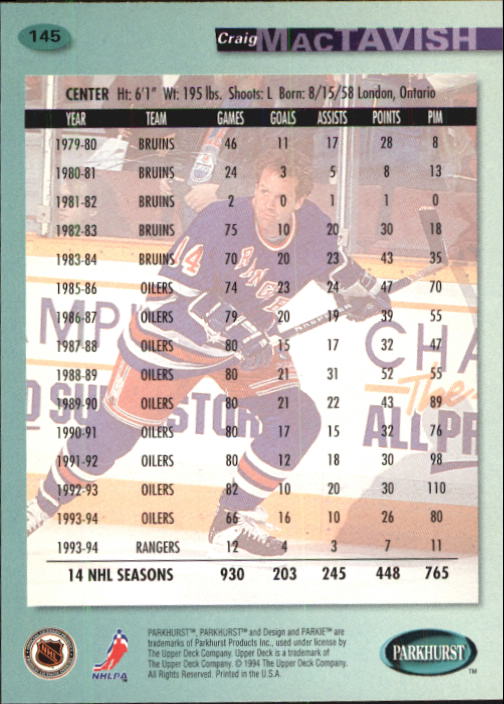 145
Craig MACTAVISH
CENTER Ht: 6'1" Wt: 195 lbs. Shoots: L Born: 8/15/58 London, Ontario
YEAR TEAM GAMES GOALS ASSISTS POINTS PIM
1979-80 BRUINS 46 11 17 28 8
1980-81 BRUINS 24 3 5 8 13
1981-82 BRUINS 2 0 1 1 0
1982-83 BRUINS 75 10 20 30 18
1983-84 BRUINS 70 20 23 43 35
1985-86 OILERS 74 23 24 47 70
1986-87 OILERS 79 20 19 39 55
1987-88 OILERS 80 15 17 32 47
1988-89 OILERS 80 21 31 52 55
1989-90 OILERS 80 21 22 43 89
1990-91 OILERS 80 17 15 32 76
1991-92 OILERS 80 12 18 30 98
1992-93 OILERS 82 10 20 30 110
1993-94 OILERS 66 16 10 26 80
1993-94 RANGERS 12 4 3 7 11
14 NHL SEASONS 930 203 245 448 765
NHL
NHLPA
PARKHURST™, PARKHURST™ and Design and PARKIE™ are
trademarks of Parkhurst Products Inc., used under license by
The Upper Deck Company. Upper Deck is a trademark of
The Upper Deck Company. © 1994 The Upper Deck Company.
All Rights Reserved. Printed in the U.S.A.
PARKHURST™